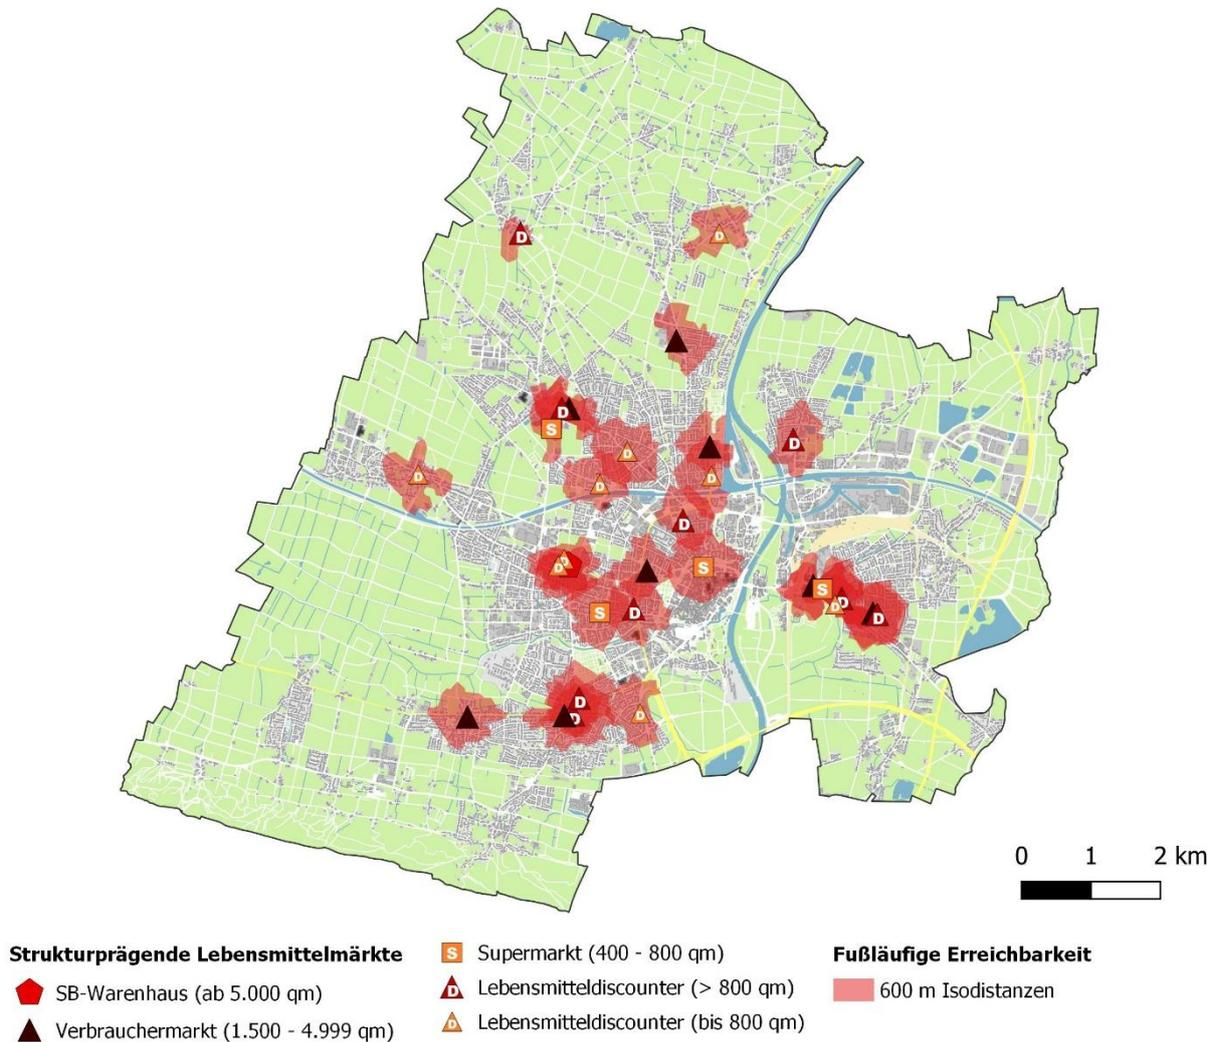 D
D
D
S
D
D
D
D
D
D
S
D
D
S
D
S
D
D
D
D
D
D
0 1 2 km
Strukturprägende Lebensmittelmärkte
SB-Warenhaus (ab 5.000 qm)
Verbrauchermarkt (1.500 - 4.999 qm)
S Supermarkt (400 - 800 qm)
D Lebensmitteldiscounter (> 800 qm)
D Lebensmitteldiscounter (bis 800 qm)
Fußläufige Erreichbarkeit
600 m Isodistanzen